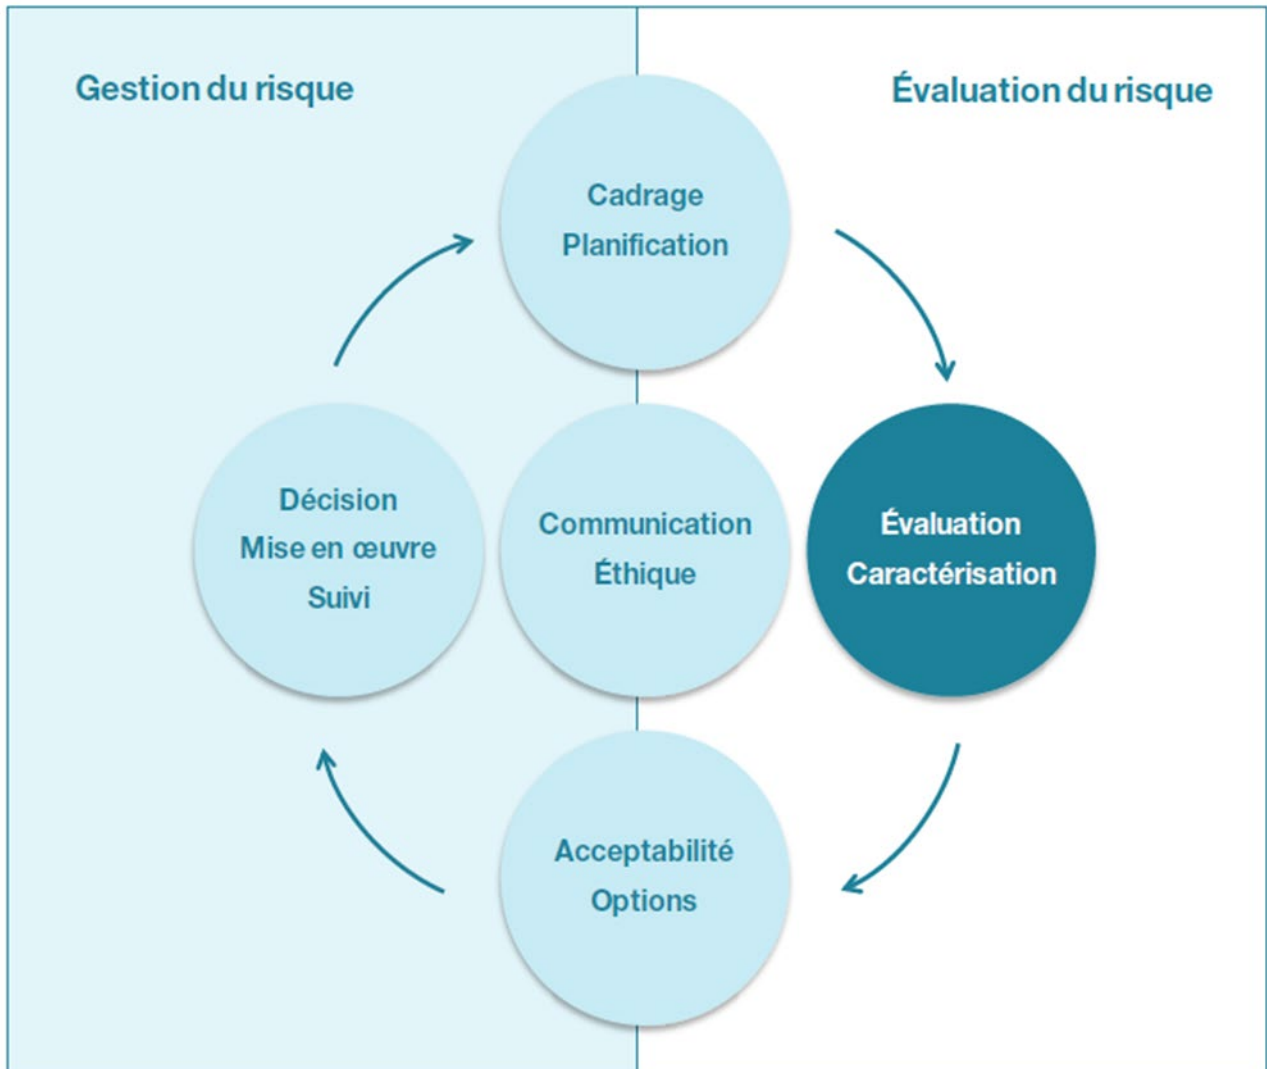 Gestion du risque
Évaluation du risque
Cadrage
Planification
Décision
Mise en œuvre
Suivi
Communication
Éthique
Évaluation
Caractérisation
Acceptabilité
Options